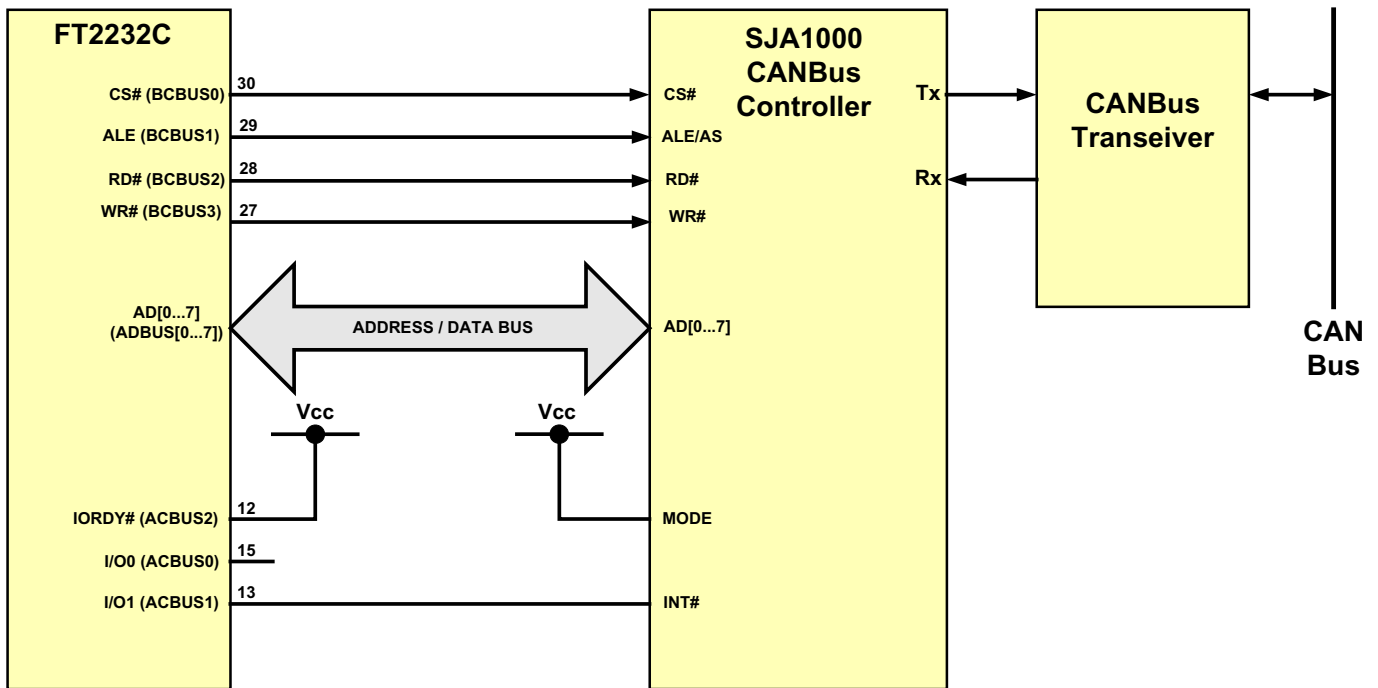 FT2232C
SJA1000
CANBus
Controller
CANBus
Transeiver
CS# (BCBUS0)
30
CS#
Tx
ALE (BCBUS1)
29
ALE/AS
RD# (BCBUS2)
28
RD#
Rx
WR# (BCBUS3)
27
WR#
AD[0...7]
(ADBUS[0...7])
ADDRESS / DATA BUS
AD[0...7]
CAN
Bus
Vcc
Vcc
IORDY# (ACBUS2)
12
MODE
I/O0 (ACBUS0)
15
I/O1 (ACBUS1)
13
INT#